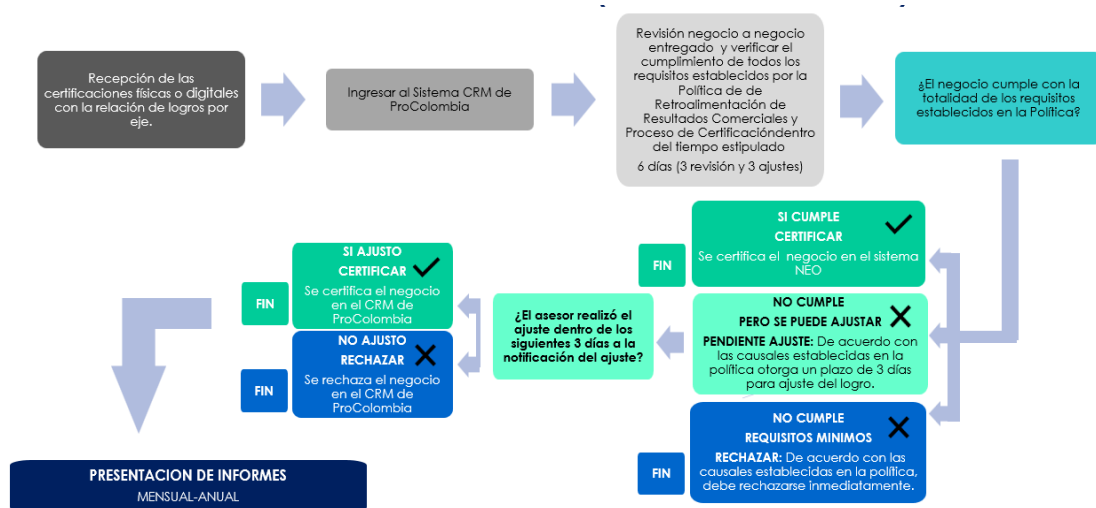 Recepción de las
certificaciones físicas o digitales
con la relación de logros por
eje.
Ingresar al Sistema CRM de
ProColombia
Revisión negocio a negocio
entregado y verificar el
cumplimiento de todos los
requisitos establecidos por la
Política de de
Retroalimentación de
Resultados Comerciales y
Proceso de Certificacióndentro
del tiempo estipulado
6 días (3 revisión y 3 ajustes)
¿El negocio cumple con la
totalidad de los requisitos
establecidos en la Política?
SI CUMPLE
CERTIFICAR
Se certifica el negocio en el sistema
NEO
FIN
NO CUMPLE
PERO SE PUEDE AJUSTAR
PENDIENTE AJUSTE: De acuerdo con
las causales establecidas en la
política otorga un plazo de 3 días
para ajuste del logro.
NO CUMPLE
REQUISITOS MINIMOS
RECHAZAR: De acuerdo con las
causales establecidas en la política,
debe rechazarse inmediatamente.
FIN
¿El asesor realizó el
ajuste dentro de los
siguientes 3 días a la
notificación del ajuste?
SI AJUSTO
CERTIFICAR
Se certifica el negocio
en el CRM de
ProColombia
FIN
NO AJUSTO
RECHAZAR
Se rechaza el negocio
en el CRM de
ProColombia
FIN
PRESENTACION DE INFORMES
MENSUAL-ANUAL